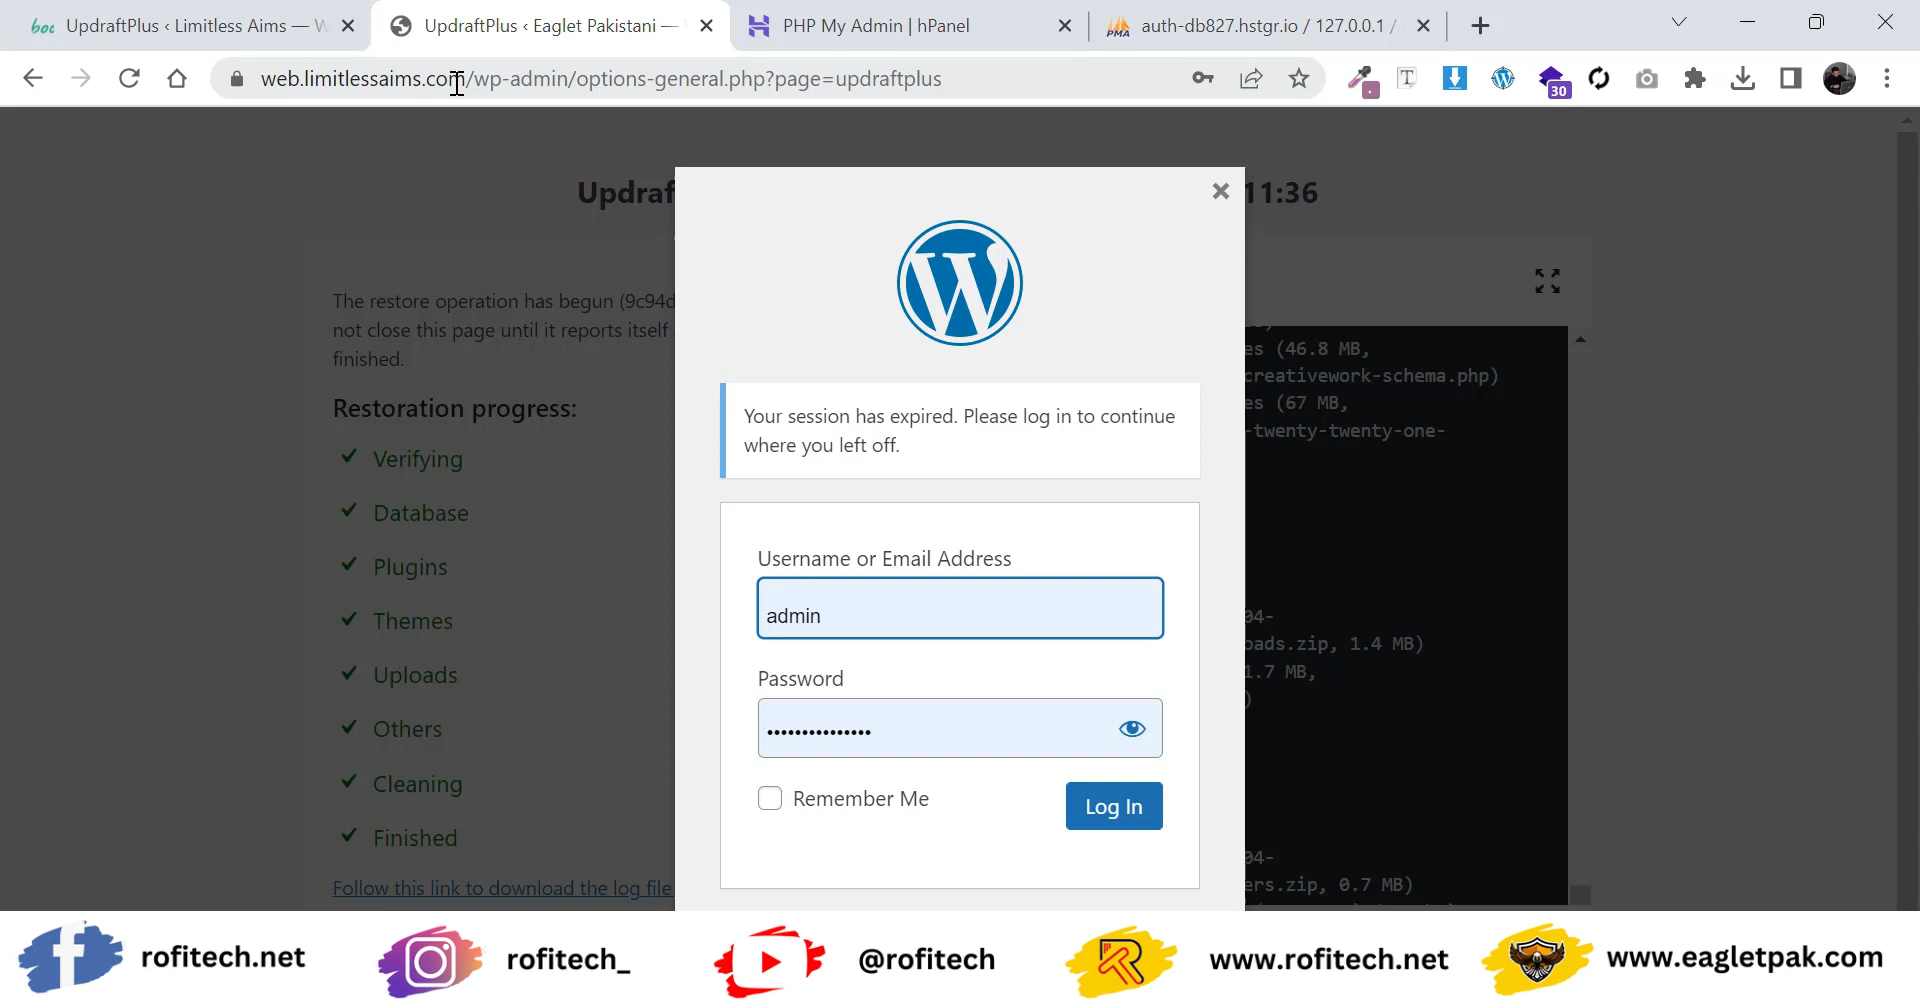 boc UpdraftPlus ‹ Limitless Aims — W
UpdraftPlus ‹ Eaglet Pakistani —
PHP My Admin | hPanel
PMA auth-db827.hstgr.io / 127.0.0.1 /
web.limitlessaims.com/wp-admin/options-general.php?page=updraftplus
T
30
Updraf
11:36
The restore operation has begun (9c94d
not close this page until it reports itself
finished.
Restoration progress:
Verifying
Database
Plugins
Themes
Uploads
Others
Cleaning
Finished
Follow this link to download the log file
Your session has expired. Please log in to continue
where you left off.
Username or Email Address
admin
Password
•••••••••••••••
Remember Me
Log In
es (46.8 MB,
creativework-schema.php)
es (67 MB,
-twenty-twenty-one-
04-
oads.zip, 1.4 MB)
1.7 MB,
)
04-
ers.zip, 0.7 MB)
rofitech.net
rofitech_
@rofitech
www.rofitech.net
www.eagletpak.com